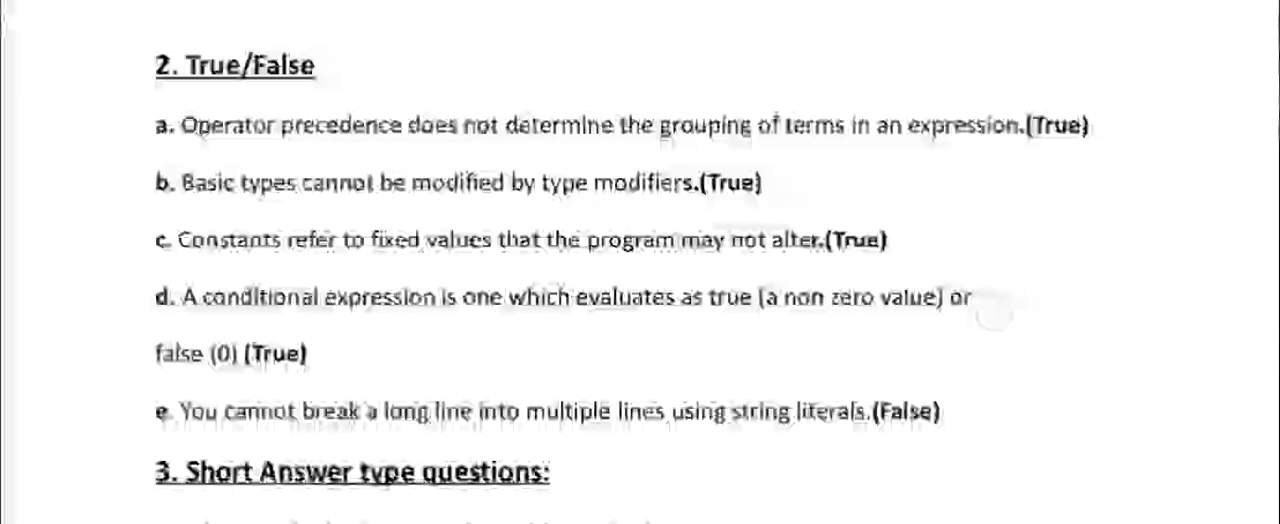 2. True/False
a. Operator precedence does not determine the grouping of terms in an expression.(True)
b. Basic types cannot be modified by type modifiers.(True)
c. Constants refer to fixed values that the program may not alter.(True)
d. A conditional expression is one which evaluates as true (a non zero value) or
false (0) (True)
e. You cannot break a long line into multiple lines using string literals.(False)
3. Short Answer type questions: